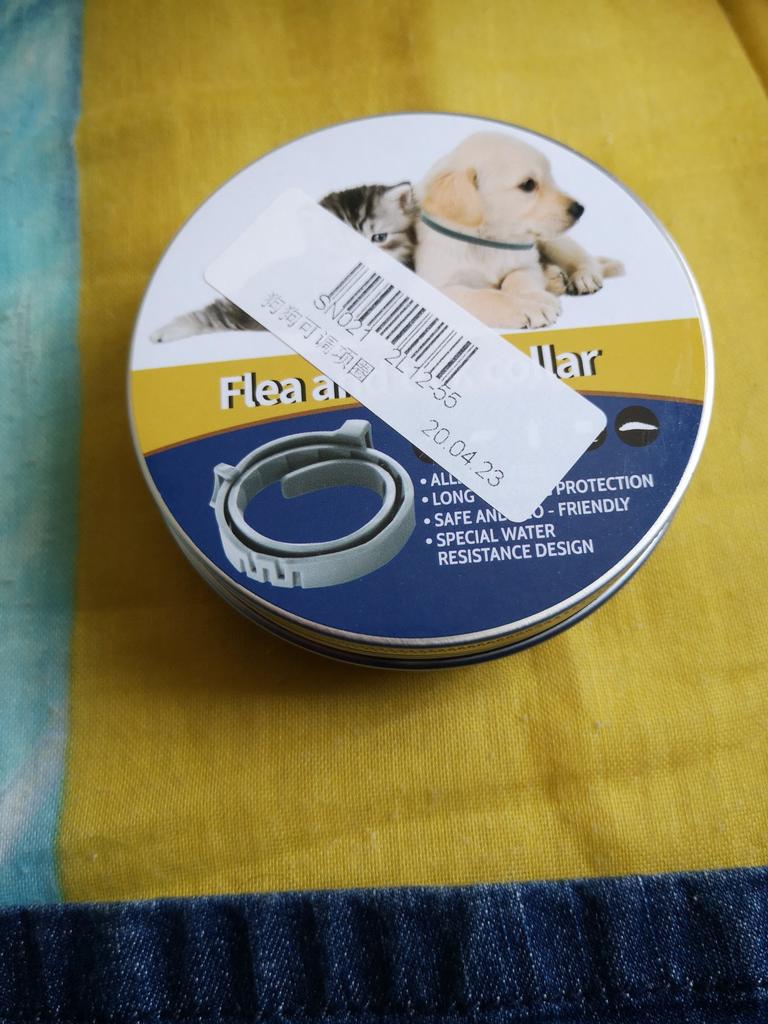 SN021 2L12-55
狗狗可调项圈
20.04.23
Flea and collar
• ALL
• LONG PROTECTION
• SAFE AND - FRIENDLY
• SPECIAL WATER
RESISTANCE DESIGN